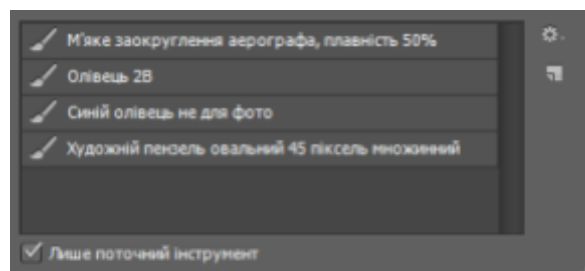 М'яке заокруглення аерографа, плавність 50%
Олівець 2B
Синій олівець не для фото
Художній пензель овальний 45 піксель множинний
Лише поточний інструмент